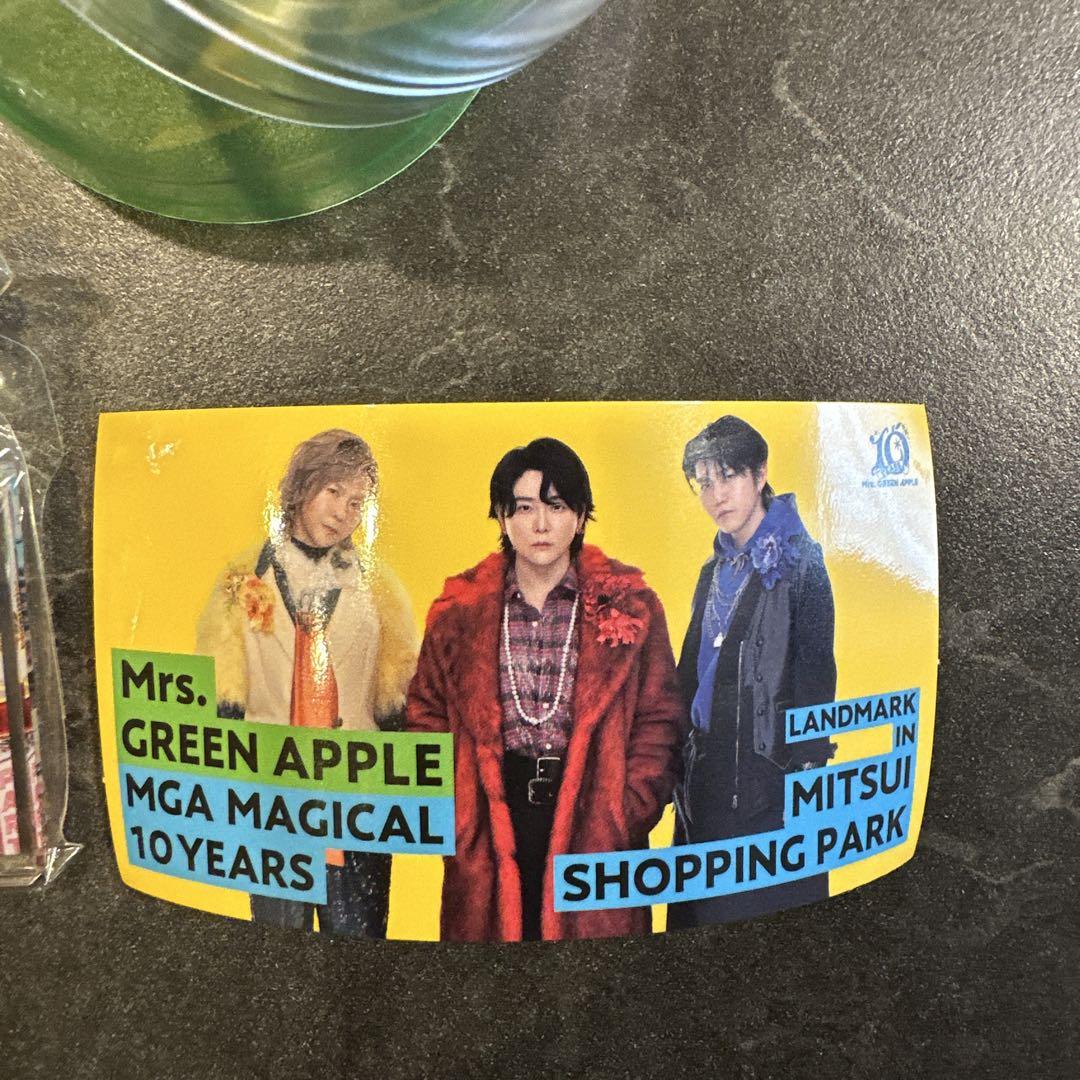 Mrs.
GREEN APPLE
MGA MAGICAL
10 YEARS
10
Mrs. GREEN APPLE
LANDMARK
IN
MITSUI
SHOPPING PARK